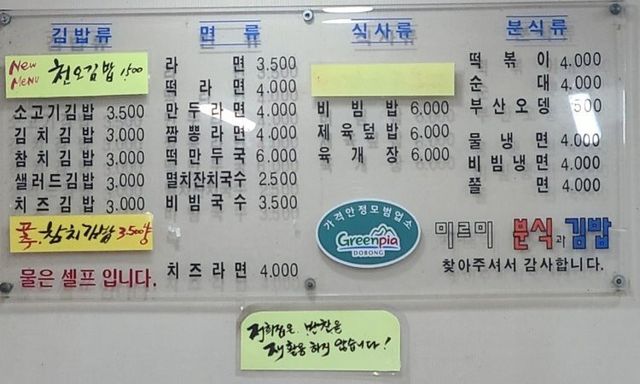 김밥류
New Menu 천오김밥 1500
소고기김밥 3.500
김치김밥 3.000
참치김밥 3.000
샐러드김밥 3.000
치즈김밥 3.000
참치김밥 3.500
물은 셀프 입니다.
면류
라면 3.500
떡라면 4.000
만두라면 4.000
짬뽕라면 4.000
떡만두국 6.000
멸치잔치국수 2.500
비빔국수 3.500
치즈라면 4.000
식사류
비빔밥 6,000
제육덮밥 6,000
육개장 6,000
분식류
떡볶이 4.000
순대 4.000
부산오뎅 500
물냉면 4.000
비빔냉면 4.000
쫄면 4.000
가격안정모범업소
Greenpia
DOBONG
미르미 분식과 김밥
찾아주셔서 감사합니다.
저희집은 반찬을
재활용 하지 않습니다!